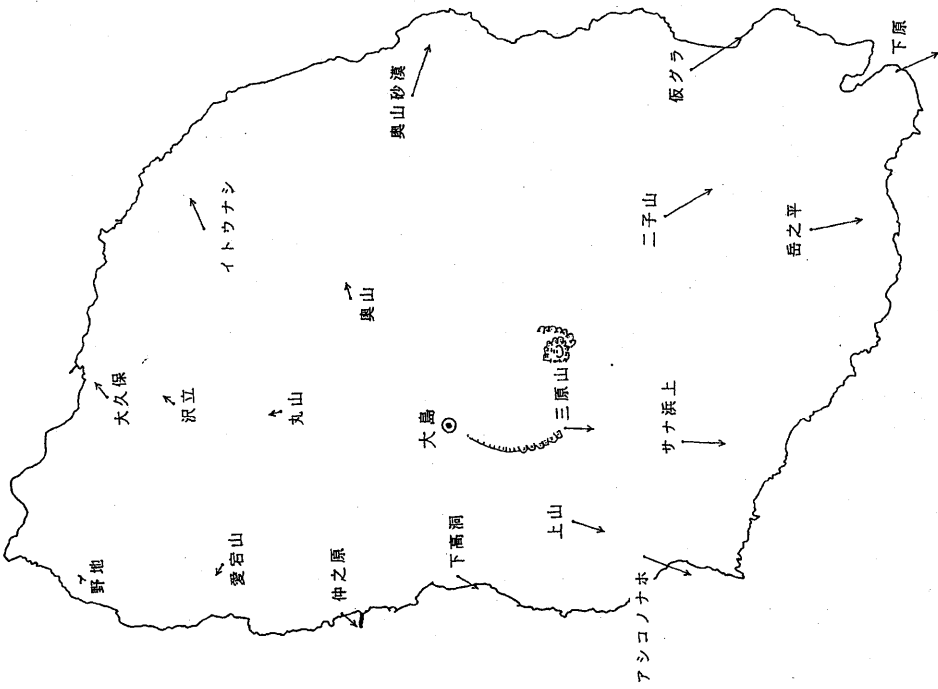 下原
仮グラ
奥山砂漠
イトウナシ
二子山
岳之平
奥山
大久保
沢立
丸山
大島
三原山
サナ浜上
野地
愛宕山
仲之原
下高洞
上山
アシコノナホ